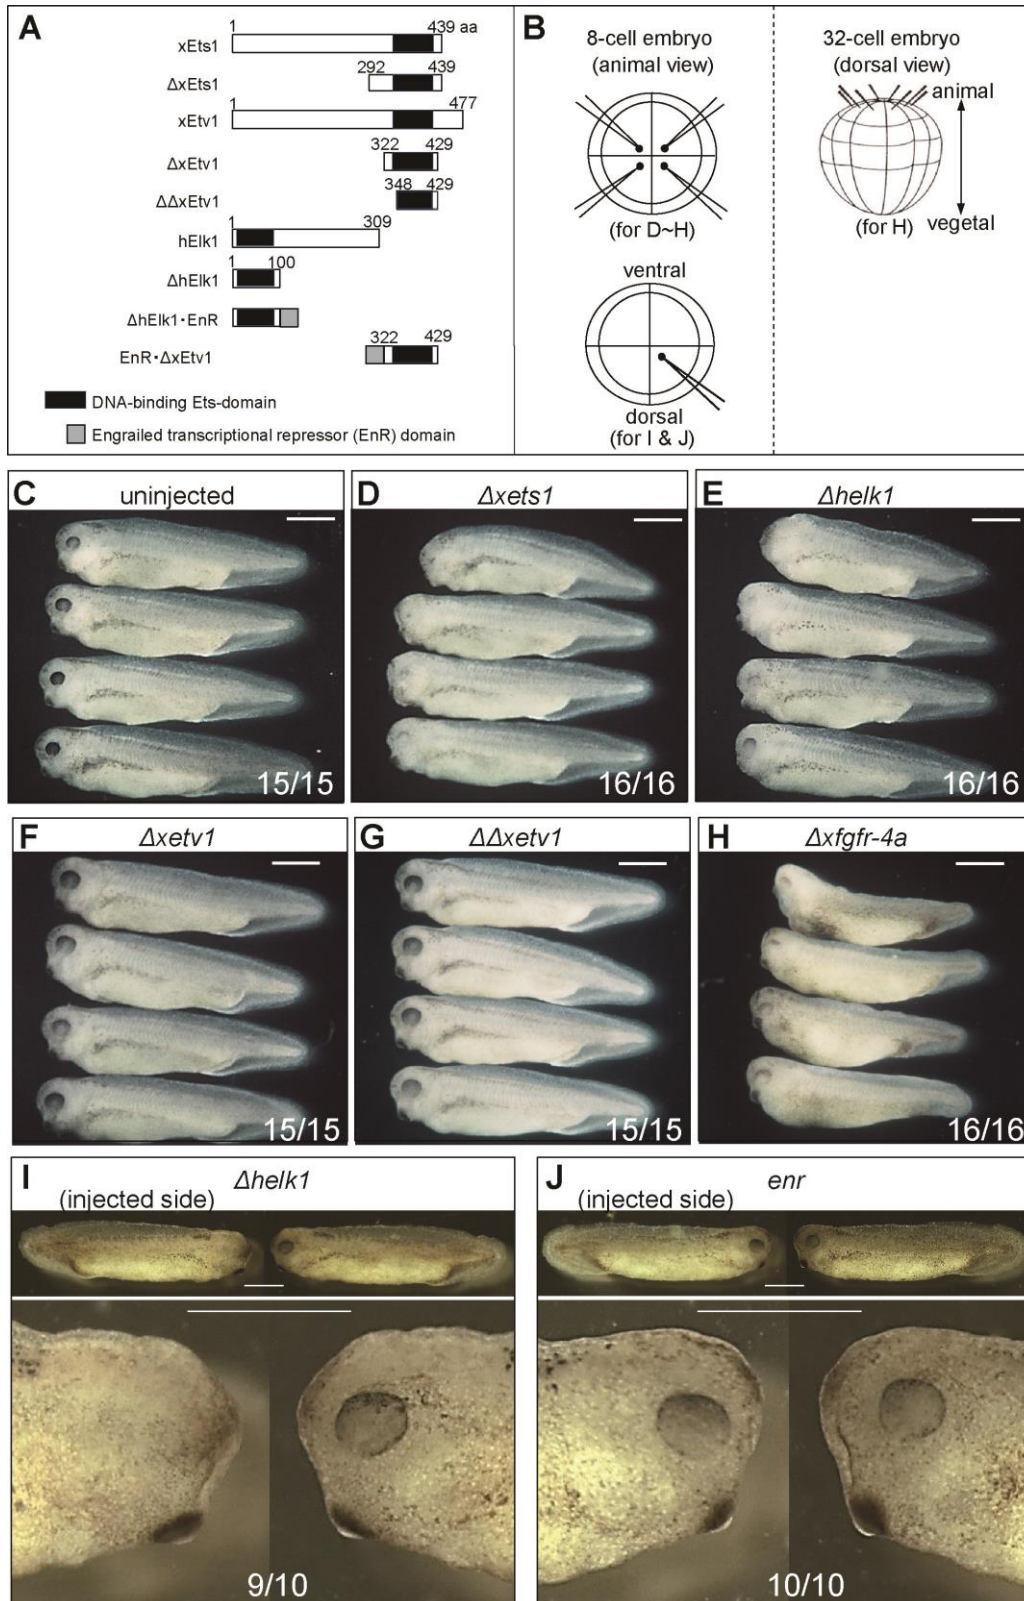 A
1 439 aa
xEts1
292 439
ΔxEts1
1 477
xEtv1
322 429
ΔxEtv1
348 429
ΔΔxEtv1
1 309
hElk1
1 100
ΔhElk1
ΔhElk1・EnR
322 429
EnR・ΔxEtv1
DNA-binding Ets-domain
Engrailed transcriptional repressor (EnR) domain
B
8-cell embryo
(animal view)
(for D~H)
ventral
dorsal
(for I & J)
32-cell embryo
(dorsal view)
animal
(for H)
vegetal
C
uninjected
15/15
D
Δxets1
16/16
E
Δhelk1
16/16
F
Δxetv1
15/15
G
ΔΔxetv1
15/15
H
Δxfgfr-4a
16/16
I
Δhelk1
(injected side)
9/10
J
enr
(injected side)
10/10